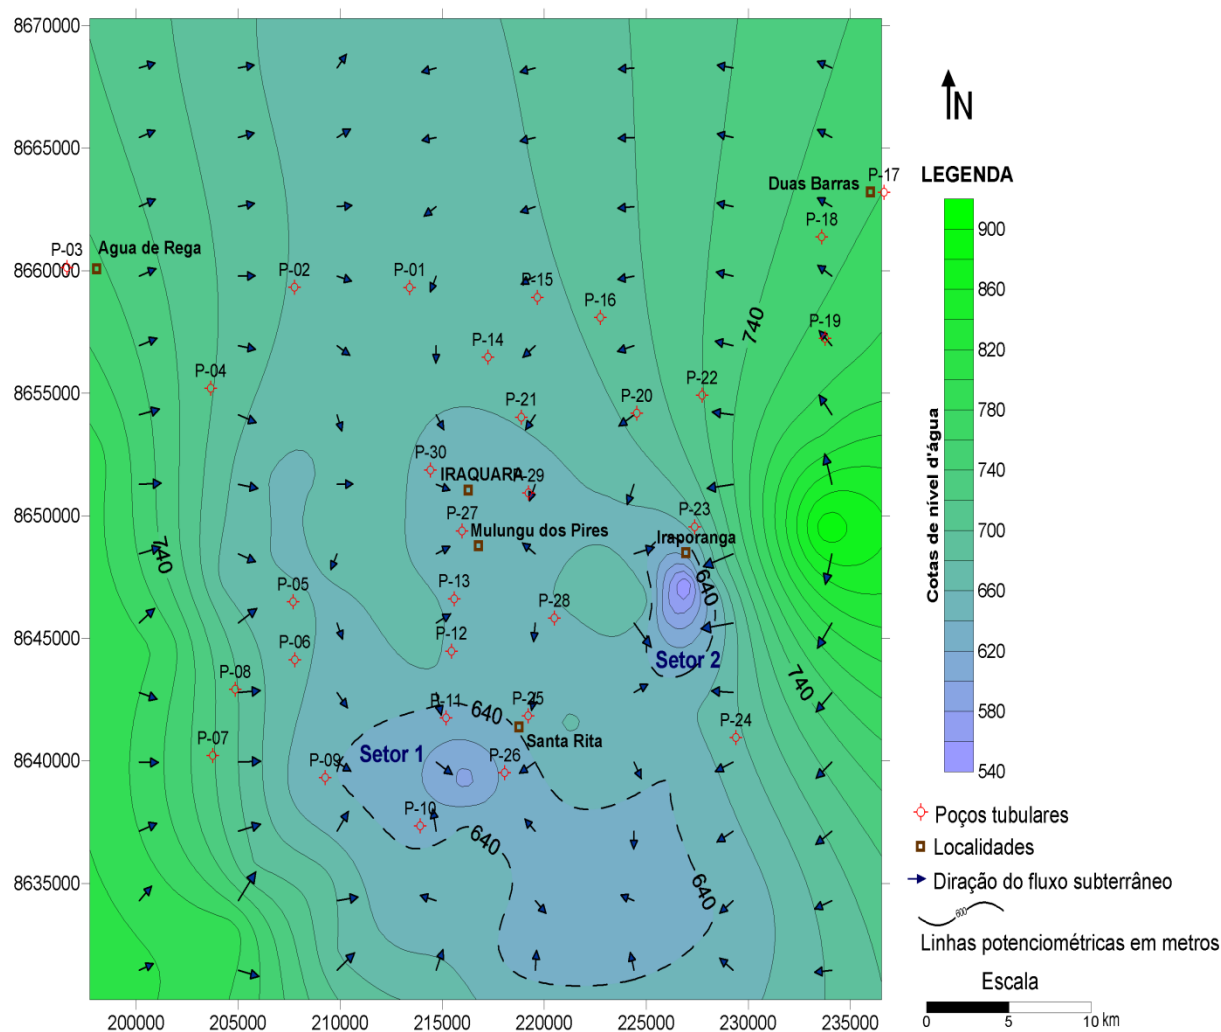 8670000
8665000
8660000
8655000
8650000
8645000
8640000
8635000
200000 205000 210000 215000 220000 225000 230000 235000
P-17
Duas Barras
P-18
P-03
Agua de Rega
P-02
P-01
P-15
P-16
740
P-19
P-14
P-04
P-22
P-20
P-21
P-30
IRAQUARA
P-29
P-27
Mulungu dos Pires
P-23
Iraporanga
740
640
P-05
P-13
P-28
P-12
P-06
Setor 2
P-08
740
P-11
640
P-25
Santa Rita
P-24
P-07
Setor 1
P-09
P-26
P-10
640
640
N
LEGENDA
Cotas de nível d'água
900
860
820
780
740
700
660
620
580
540
Poços tubulares
Localidades
Diração do fluxo subterrâneo
800
Linhas potenciométricas em metros
Escala
0 5 10 km